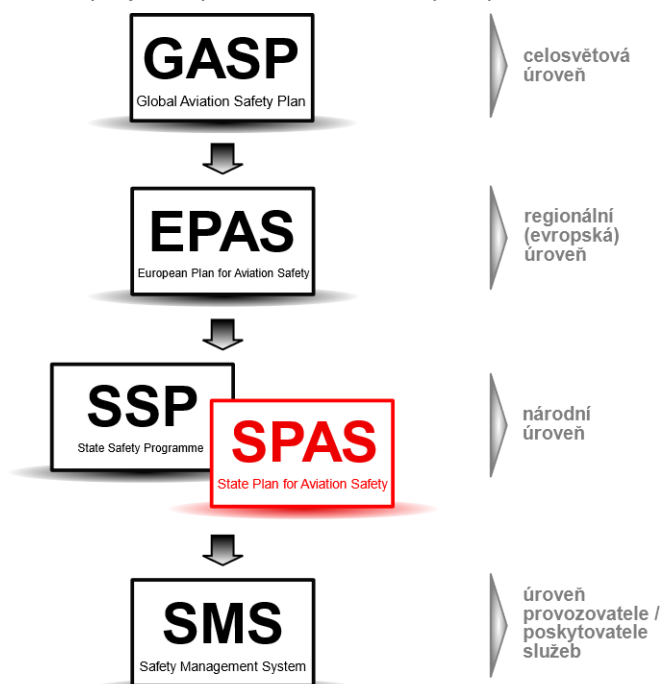 GASP
Global Aviation Safety Plan
celosvětová
úroveň
EPAS
European Plan for Aviation Safety
regionální
(evropská)
úroveň
SSP
State Safety Programme
SPAS
State Plan for Aviation Safety
národní
úroveň
SMS
Safety Management System
úroveň
provozovatele /
poskytovatele
služeb